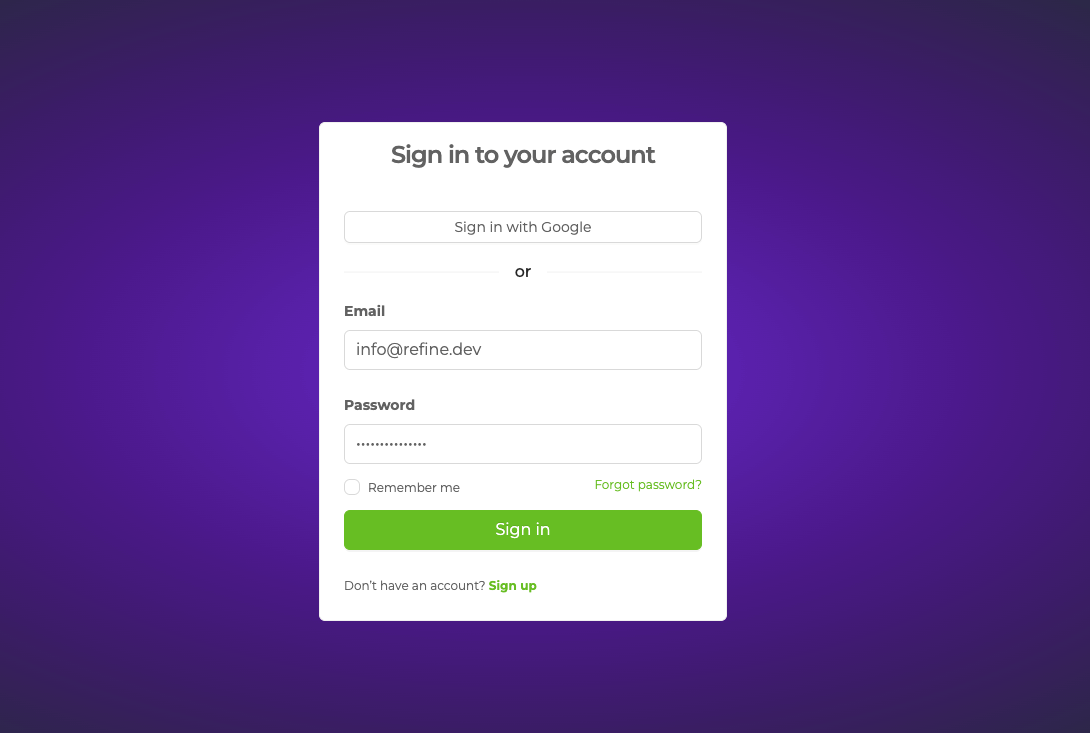 Sign in to your account
Sign in with Google
or
Email
info@refine.dev
Password
•••••••••••••••
Remember me
Forgot password?
Sign in
Don't have an account? Sign up